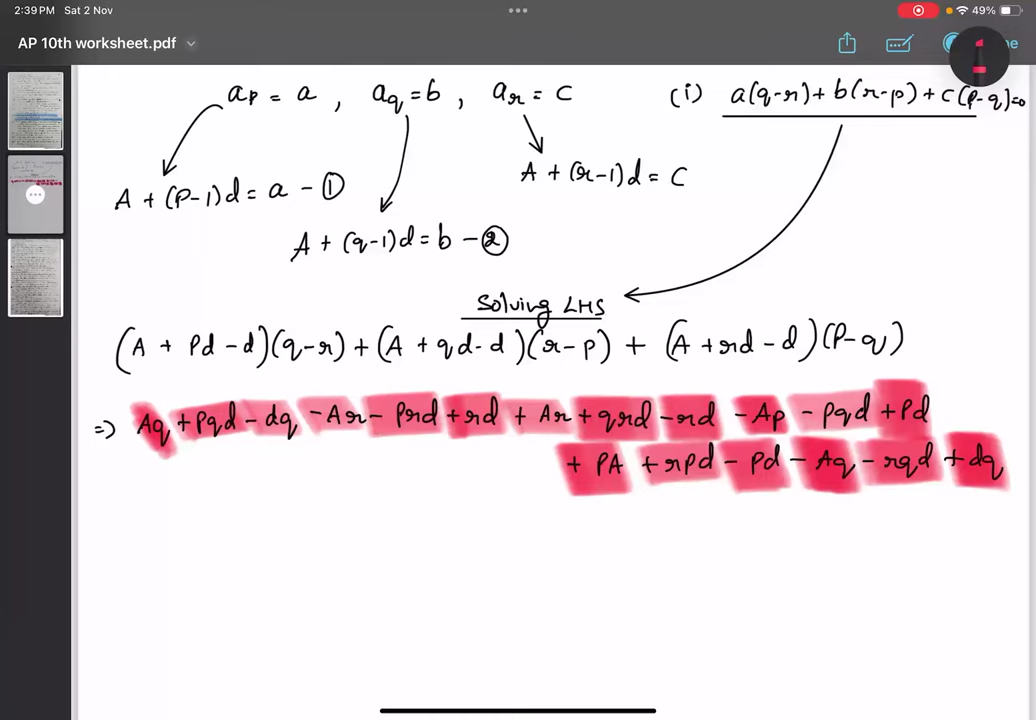 2:39 PM Sat 2 Nov
49%
AP 10th worksheet.pdf
aₚ = a , a_q = b , aᵣ = c
(i) a(q-r) + b(r-p) + c(p-q)=0
A + (P-1)d = a - ①
A + (r-1)d = c
A + (q-1)d = b - ②
Solving LHS
(A + Pd - d)(q-r) + (A + qd - d)(r-p) + (A + rd - d)(P-q)
=) Aq + Pqd - dq - Ar - Prd + rd + Ar + qrd - rd - Ap - pqd + Pd
+ PA + rpd - Pd - Aq - rqd + dq